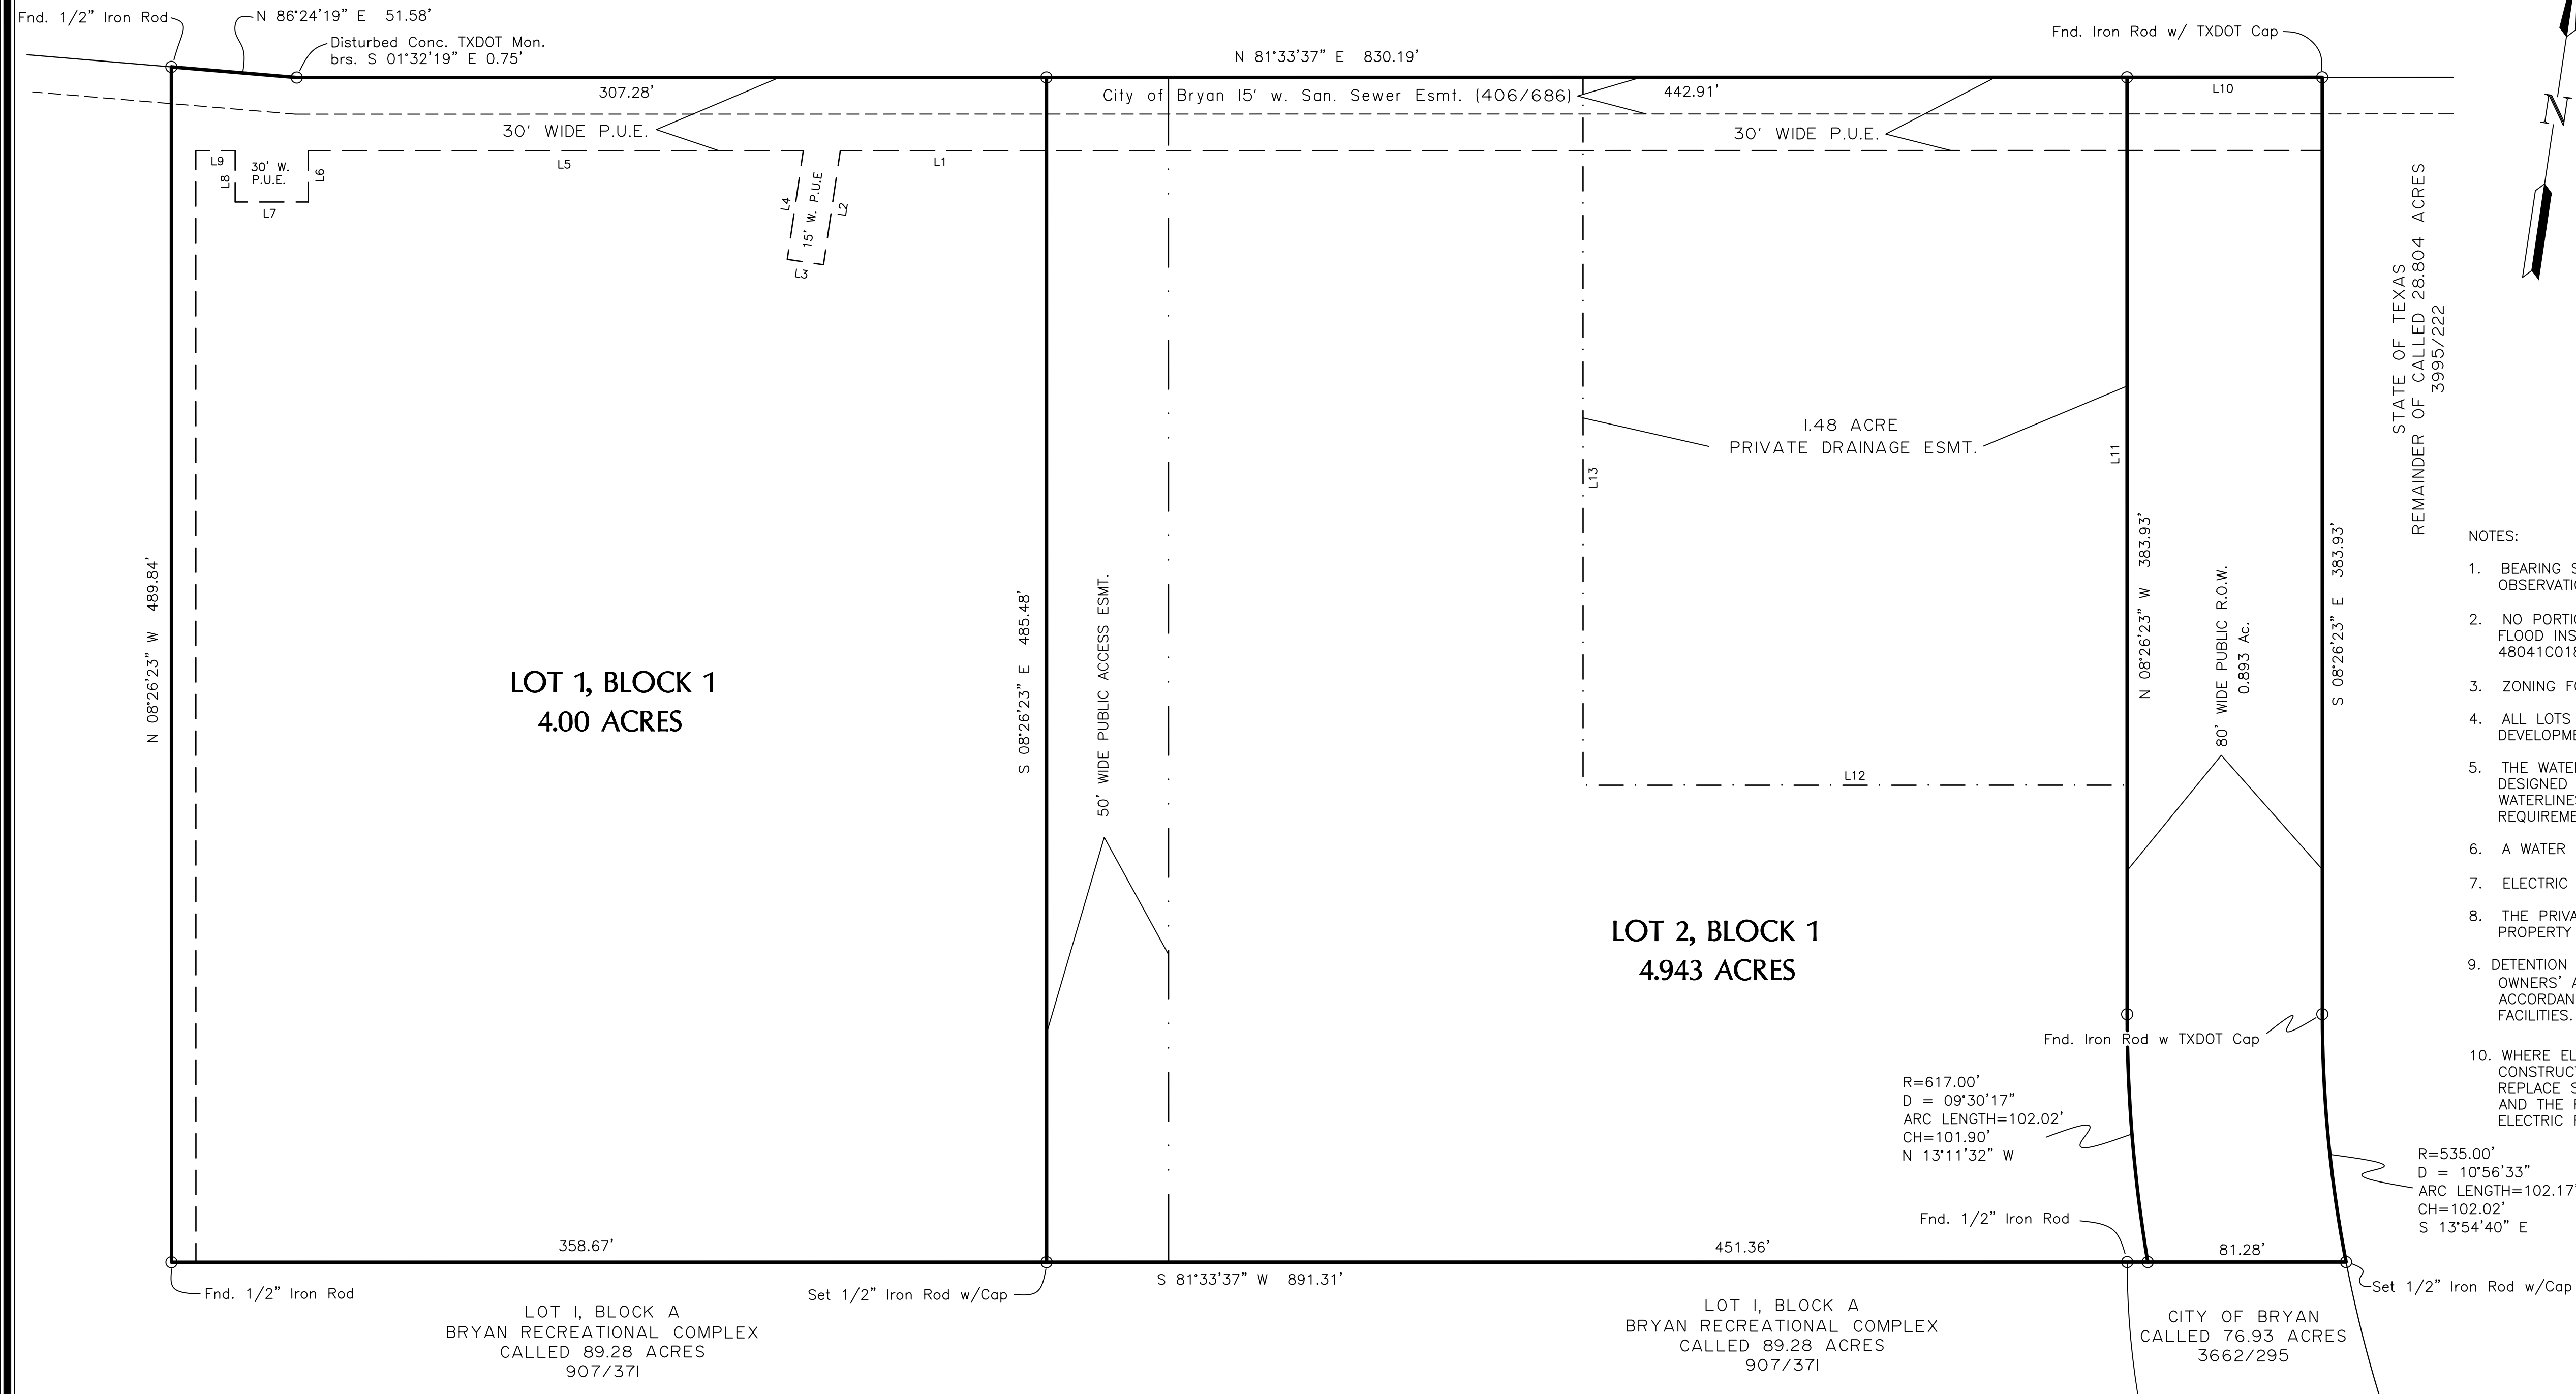 Fnd. 1/2" Iron Rod
N 86°24'19" E 51.58'
Disturbed Conc. TXDOT Mon.
brs. S 01°32'19" E 0.75'
N 81°33'37" E 830.19'
Fnd. Iron Rod w/ TXDOT Cap
307.28'
City of Bryan 15' w. San. Sewer Esmt. (406/686)
442.91'
L10
30' WIDE P.U.E.
30' WIDE P.U.E.
L9
L8
30' W.
P.U.E.
L6
L7
L5
L4
15' W. P.U.E
L2
L3
L1
N
STATE OF TEXAS
REMAINDER OF CALLED 28.804 ACRES
3995/222
1.48 ACRE
PRIVATE DRAINAGE ESMT.
L13
L11
L12
N 08°26'23" W 489.84'
S 08°26'23" E 485.48'
50' WIDE PUBLIC ACCESS ESMT.
N 08°26'23" W 383.93'
80' WIDE PUBLIC R.O.W.
0.893 Ac.
S 08°26'23" E 383.93'
LOT 1, BLOCK 1
4.00 ACRES
LOT 2, BLOCK 1
4.943 ACRES
Fnd. Iron Rod w TXDOT Cap
R=617.00'
D = 09°30'17"
ARC LENGTH=102.02'
CH=101.90'
N 13°11'32" W
R=535.00'
D = 10°56'33"
ARC LENGTH=102.17'
CH=102.02'
S 13°54'40" E
Fnd. 1/2" Iron Rod
358.67'
451.36'
81.28'
S 81°33'37" W 891.31'
Fnd. 1/2" Iron Rod
Set 1/2" Iron Rod w/Cap
Set 1/2" Iron Rod w/Cap
LOT 1, BLOCK A
BRYAN RECREATIONAL COMPLEX
CALLED 89.28 ACRES
907/371
LOT 1, BLOCK A
BRYAN RECREATIONAL COMPLEX
CALLED 89.28 ACRES
907/371
CITY OF BRYAN
CALLED 76.93 ACRES
3662/295
NOTES:
1. BEARING
2. NO
FLOOD
3. ZONING
4. ALL LOTS
5. THE
DESIGNED
6. A WATER
7. ELECTRIC
8. THE
PROPERTY
9. DETENTION
OWNERS'
FACILITIES.
10. WHERE
REPLACE
AND THE
ELECTRIC